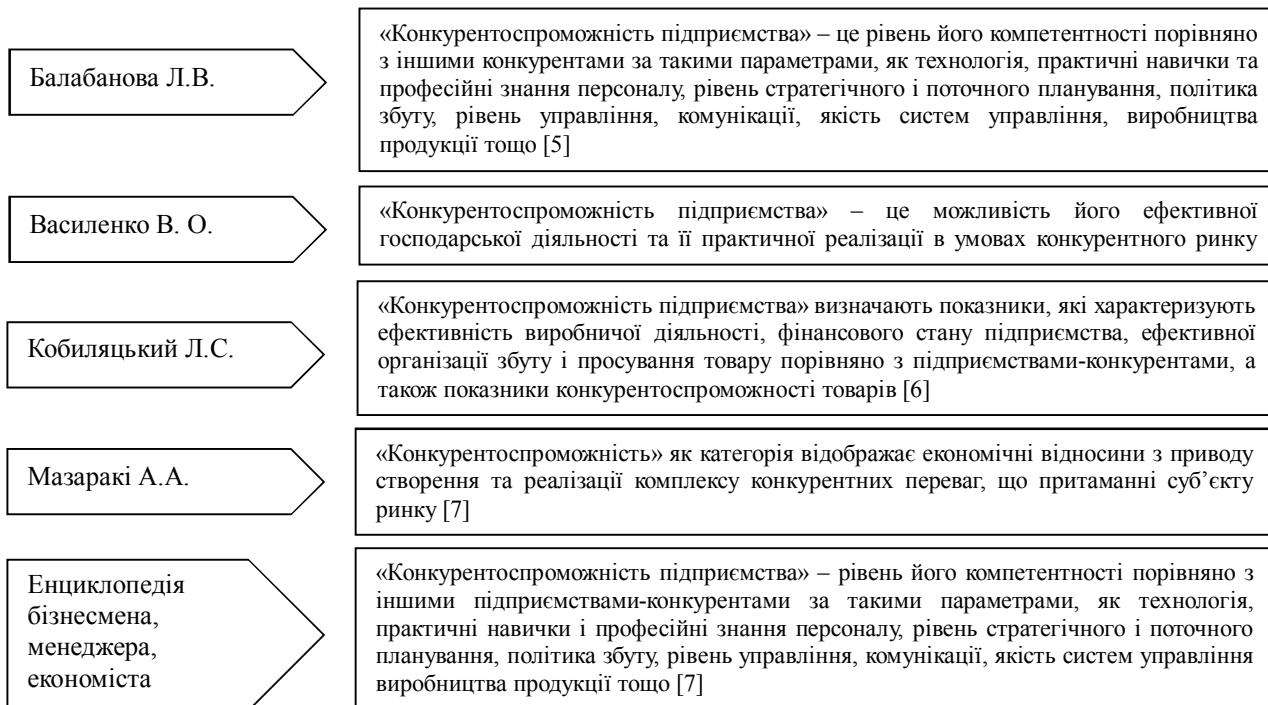 Балабанова Л.В.
«Конкурентоспроможність підприємства» – це рівень його компетентності порівняно
з іншими конкурентами за такими параметрами, як технологія, практичні навички та
професійні знання персоналу, рівень стратегічного і поточного планування, політика
збуту, рівень управління, комунікації, якість систем управління, виробництва
продукції тощо [5]
Василенко В. О.
«Конкурентоспроможність підприємства» – це можливість його ефективної
господарської діяльності та її практичної реалізації в умовах конкурентного ринку
Кобиляцький Л.С.
«Конкурентоспроможність підприємства» визначають показники, які характеризують
ефективність виробничої діяльності, фінансового стану підприємства, ефективної
організації збуту і просування товару порівняно з підприємствами-конкурентами, а
також показники конкурентоспроможності товарів [6]
Мазаракі А.А.
«Конкурентоспроможність» як категорія відображає економічні відносини з приводу
створення та реалізації комплексу конкурентних переваг, що притаманні суб’єкту
ринку [7]
Енциклопедія
бізнесмена,
менеджера,
економіста
«Конкурентоспроможність підприємства» – рівень його компетентності порівняно з
іншими підприємствами-конкурентами за такими параметрами, як технологія,
практичні навички і професійні знання персоналу, рівень стратегічного і поточного
планування, політика збуту, рівень управління, комунікації, якість систем управління
виробництва продукції тощо [7]